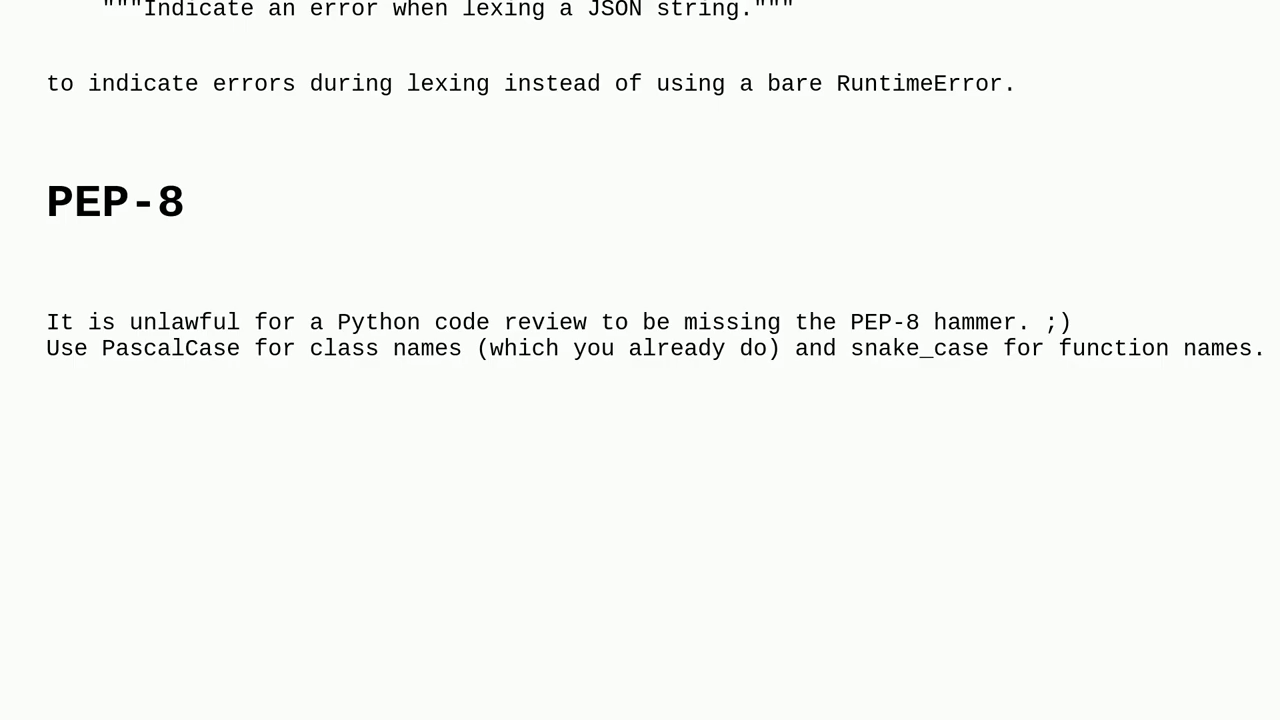 """Indicate an error when lexing a JSON string."""
to indicate errors during lexing instead of using a bare RuntimeError.
PEP-8
It is unlawful for a Python code review to be missing the PEP-8 hammer. ;)
Use PascalCase for class names (which you already do) and snake_case for function names.